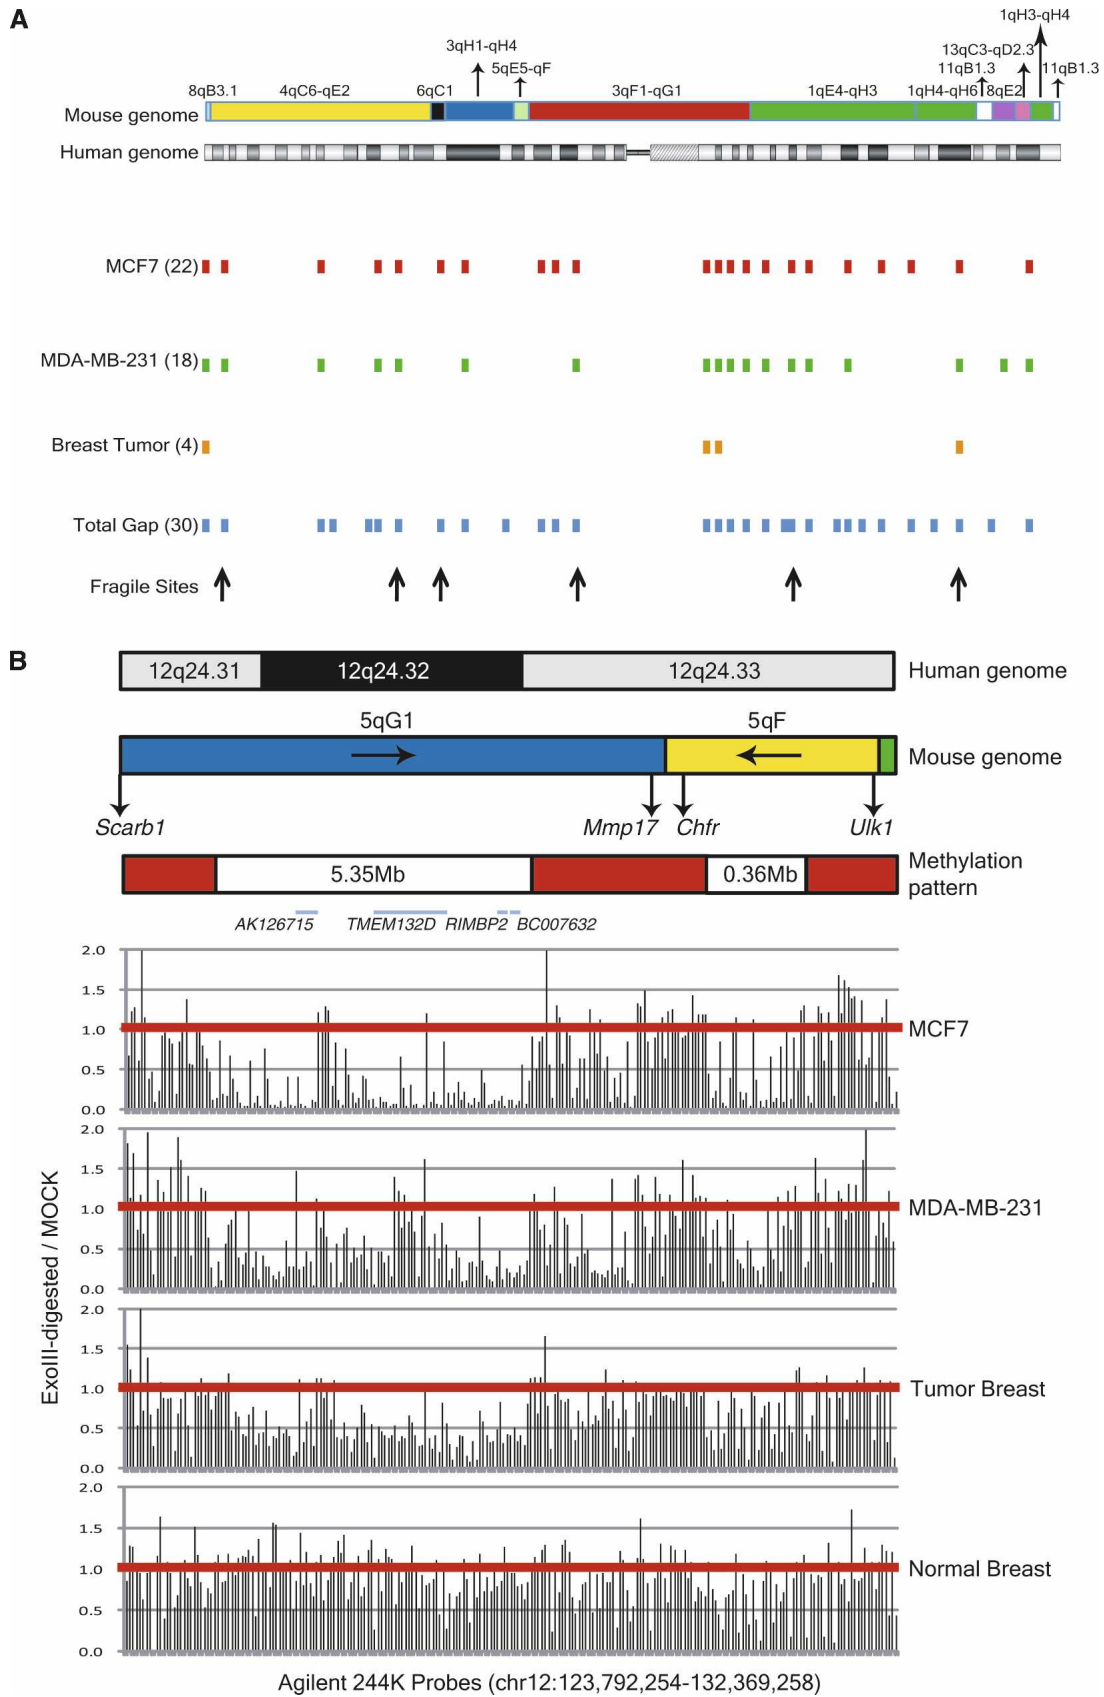 A
1qH3-qH4
3qH1-qH4
13qC3-qD2.3
5qE5-qF
11qB1.3
11qB1.3
8qB3.1
4qC6-qE2
6qC1
3qF1-qG1
1qE4-qH3
1qH4-qH6
18qE2
Mouse genome
Human genome
MCF7 (22)
MDA-MB-231 (18)
Breast Tumor (4)
Total Gap (30)
Fragile Sites
B
12q24.31
12q24.32
12q24.33
Human genome
5qG1
5qF
Mouse genome
Scarb1
Mmp17
Chfr
Ulk1
5.35Mb
0.36Mb
Methylation
pattern
AK126715
TMEM132D
RIMBP2
BC007632
2.0
1.5
1.0
0.5
0.0
MCF7
2.0
1.5
1.0
0.5
0.0
MDA-MB-231
2.0
1.5
1.0
0.5
0.0
Tumor Breast
2.0
1.5
1.0
0.5
0.0
Normal Breast
ExoIII-digested / MOCK
Agilent 244K Probes (chr12:123,792,254-132,369,258)